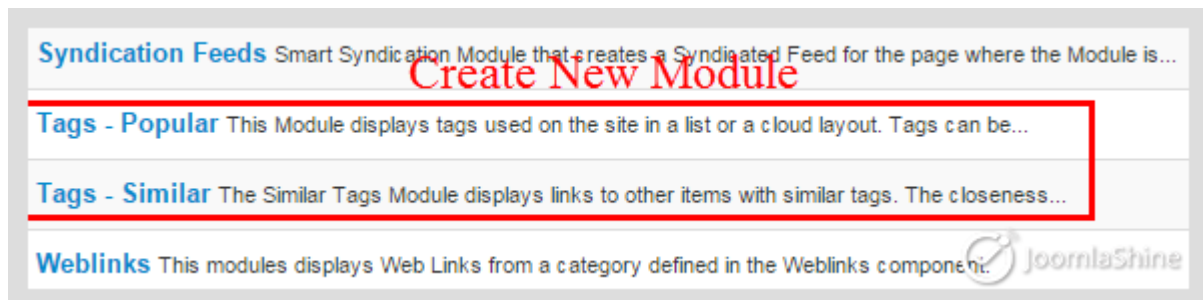 Syndication Feeds Smart Syndication Module that creates a Syndicated Feed for the page where the Module is...
Create New Module
Tags - Popular This Module displays tags used on the site in a list or a cloud layout. Tags can be...
Tags - Similar The Similar Tags Module displays links to other items with similar tags. The closeness...
Weblinks This modules displays Web Links from a category defined in the Weblinks component.
JoomlaShine